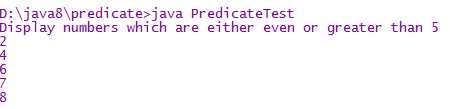 D:\java8\predicate>java PredicateTest
Display numbers which are either even or greater than 5
2
4
6
7
8